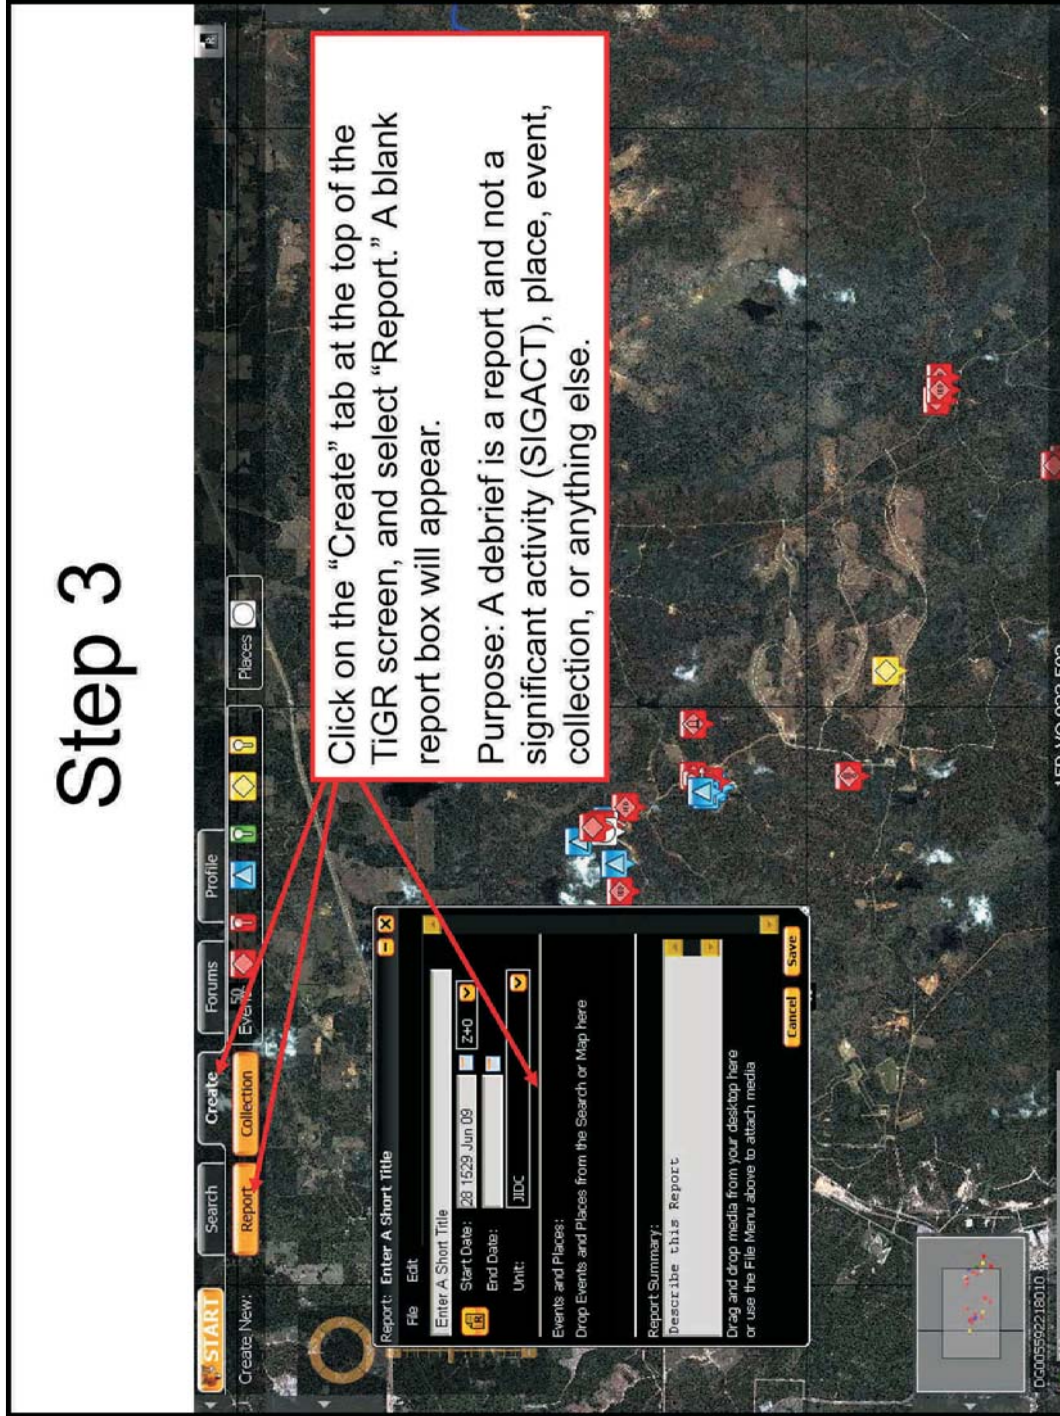 Step 3
START
Search
Create
Forums
Profile
Create New:
Report
Collection
50
Events
Places
Click on the “Create” tab at the top of the
TiGR screen, and select “Report.” A blank
report box will appear.
Purpose: A debrief is a report and not a
significant activity (SIGACT), place, event,
collection, or anything else.
Report: Enter A Short Title
File Edit
Enter A Short Title
Start Date: 28 1529 Jun 09 Z+0
End Date:
Unit: JIDC
Events and Places:
Drop Events and Places from the Search or Map here
Report Summary:
Describe this Report
Drag and drop media from your desktop here
or use the File Menu above to attach media
Cancel Save
DG005592218010